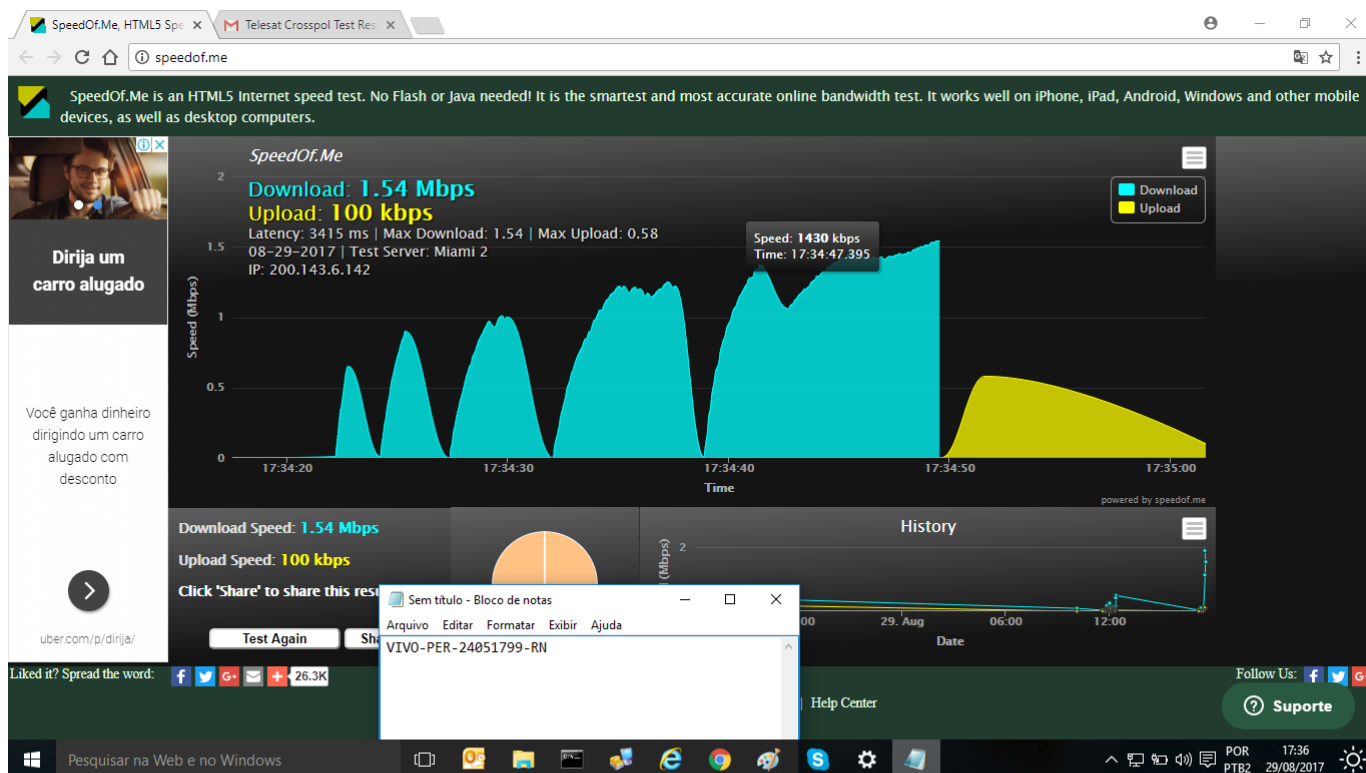 SpeedOf.Me, HTML5 Spe
Telesat Crosspol Test Res
speedof.me
SpeedOf.Me is an HTML5 Internet speed test. No Flash or Java needed! It is the smartest and most accurate online bandwidth test. It works well on iPhone, iPad, Android, Windows and other mobile
devices, as well as desktop computers.
Dirija um
carro alugado
Você ganha dinheiro
dirigindo um carro
alugado com
desconto
uber.com/p/dirija/
SpeedOf.Me
Download: 1.54 Mbps
Upload: 100 kbps
Latency: 3415 ms | Max Download: 1.54 | Max Upload: 0.58
08-29-2017 | Test Server: Miami 2
IP: 200.143.6.142
Download
Upload
Speed: 1430 kbps
Time: 17:34:47.395
Speed (Mbps)
2
1.5
1
0.5
0
17:34:20
17:34:30
17:34:40
17:34:50
17:35:00
Time
powered by speedof.me
Download Speed: 1.54 Mbps
Upload Speed: 100 kbps
Click 'Share' to share this resu
Test Again
Sha
History
(Mbps)
2
00
29. Aug
06:00
12:00
Date
Sem título - Bloco de notas
Arquivo Editar Formatar Exibir Ajuda
VIVO-PER-24051799-RN
Liked it? Spread the word:
26.3K
| Help Center
Follow Us:
Suporte
Pesquisar na Web e no Windows
POR
PTB2
17:36
29/08/2017